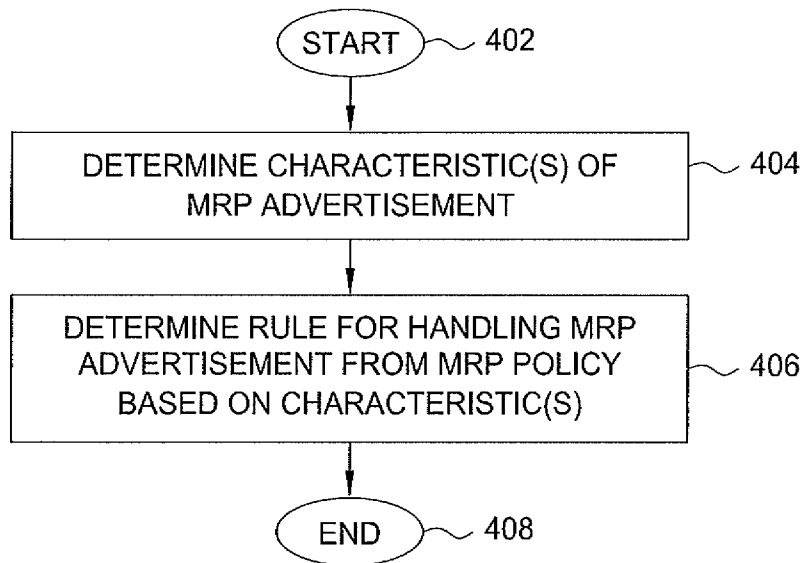 START
402
DETERMINE CHARACTERISTIC(S) OF
MRP ADVERTISEMENT
404
DETERMINE RULE FOR HANDLING MRP
ADVERTISEMENT FROM MRP POLICY
BASED ON CHARACTERISTIC(S)
406
END
408